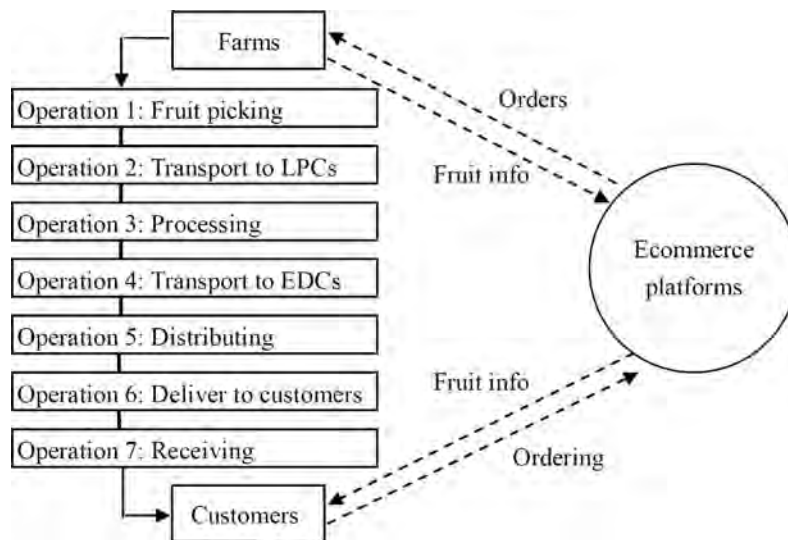 Farms
Operation 1: Fruit picking
Operation 2: Transport to LPCs
Operation 3: Processing
Operation 4: Transport to EDCs
Operation 5: Distributing
Operation 6: Deliver to customers
Operation 7: Receiving
Customers
Orders
Fruit info
Ecommerce
platforms
Fruit info
Ordering